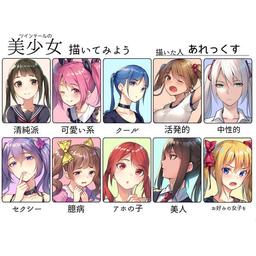 ツインテールの
美少女 描いてみよう
描いた人 あれっくす
清純派 可愛い系 クール 活発的 中性的
セクシー 臆病 アホの子 美人 お好みの女子を